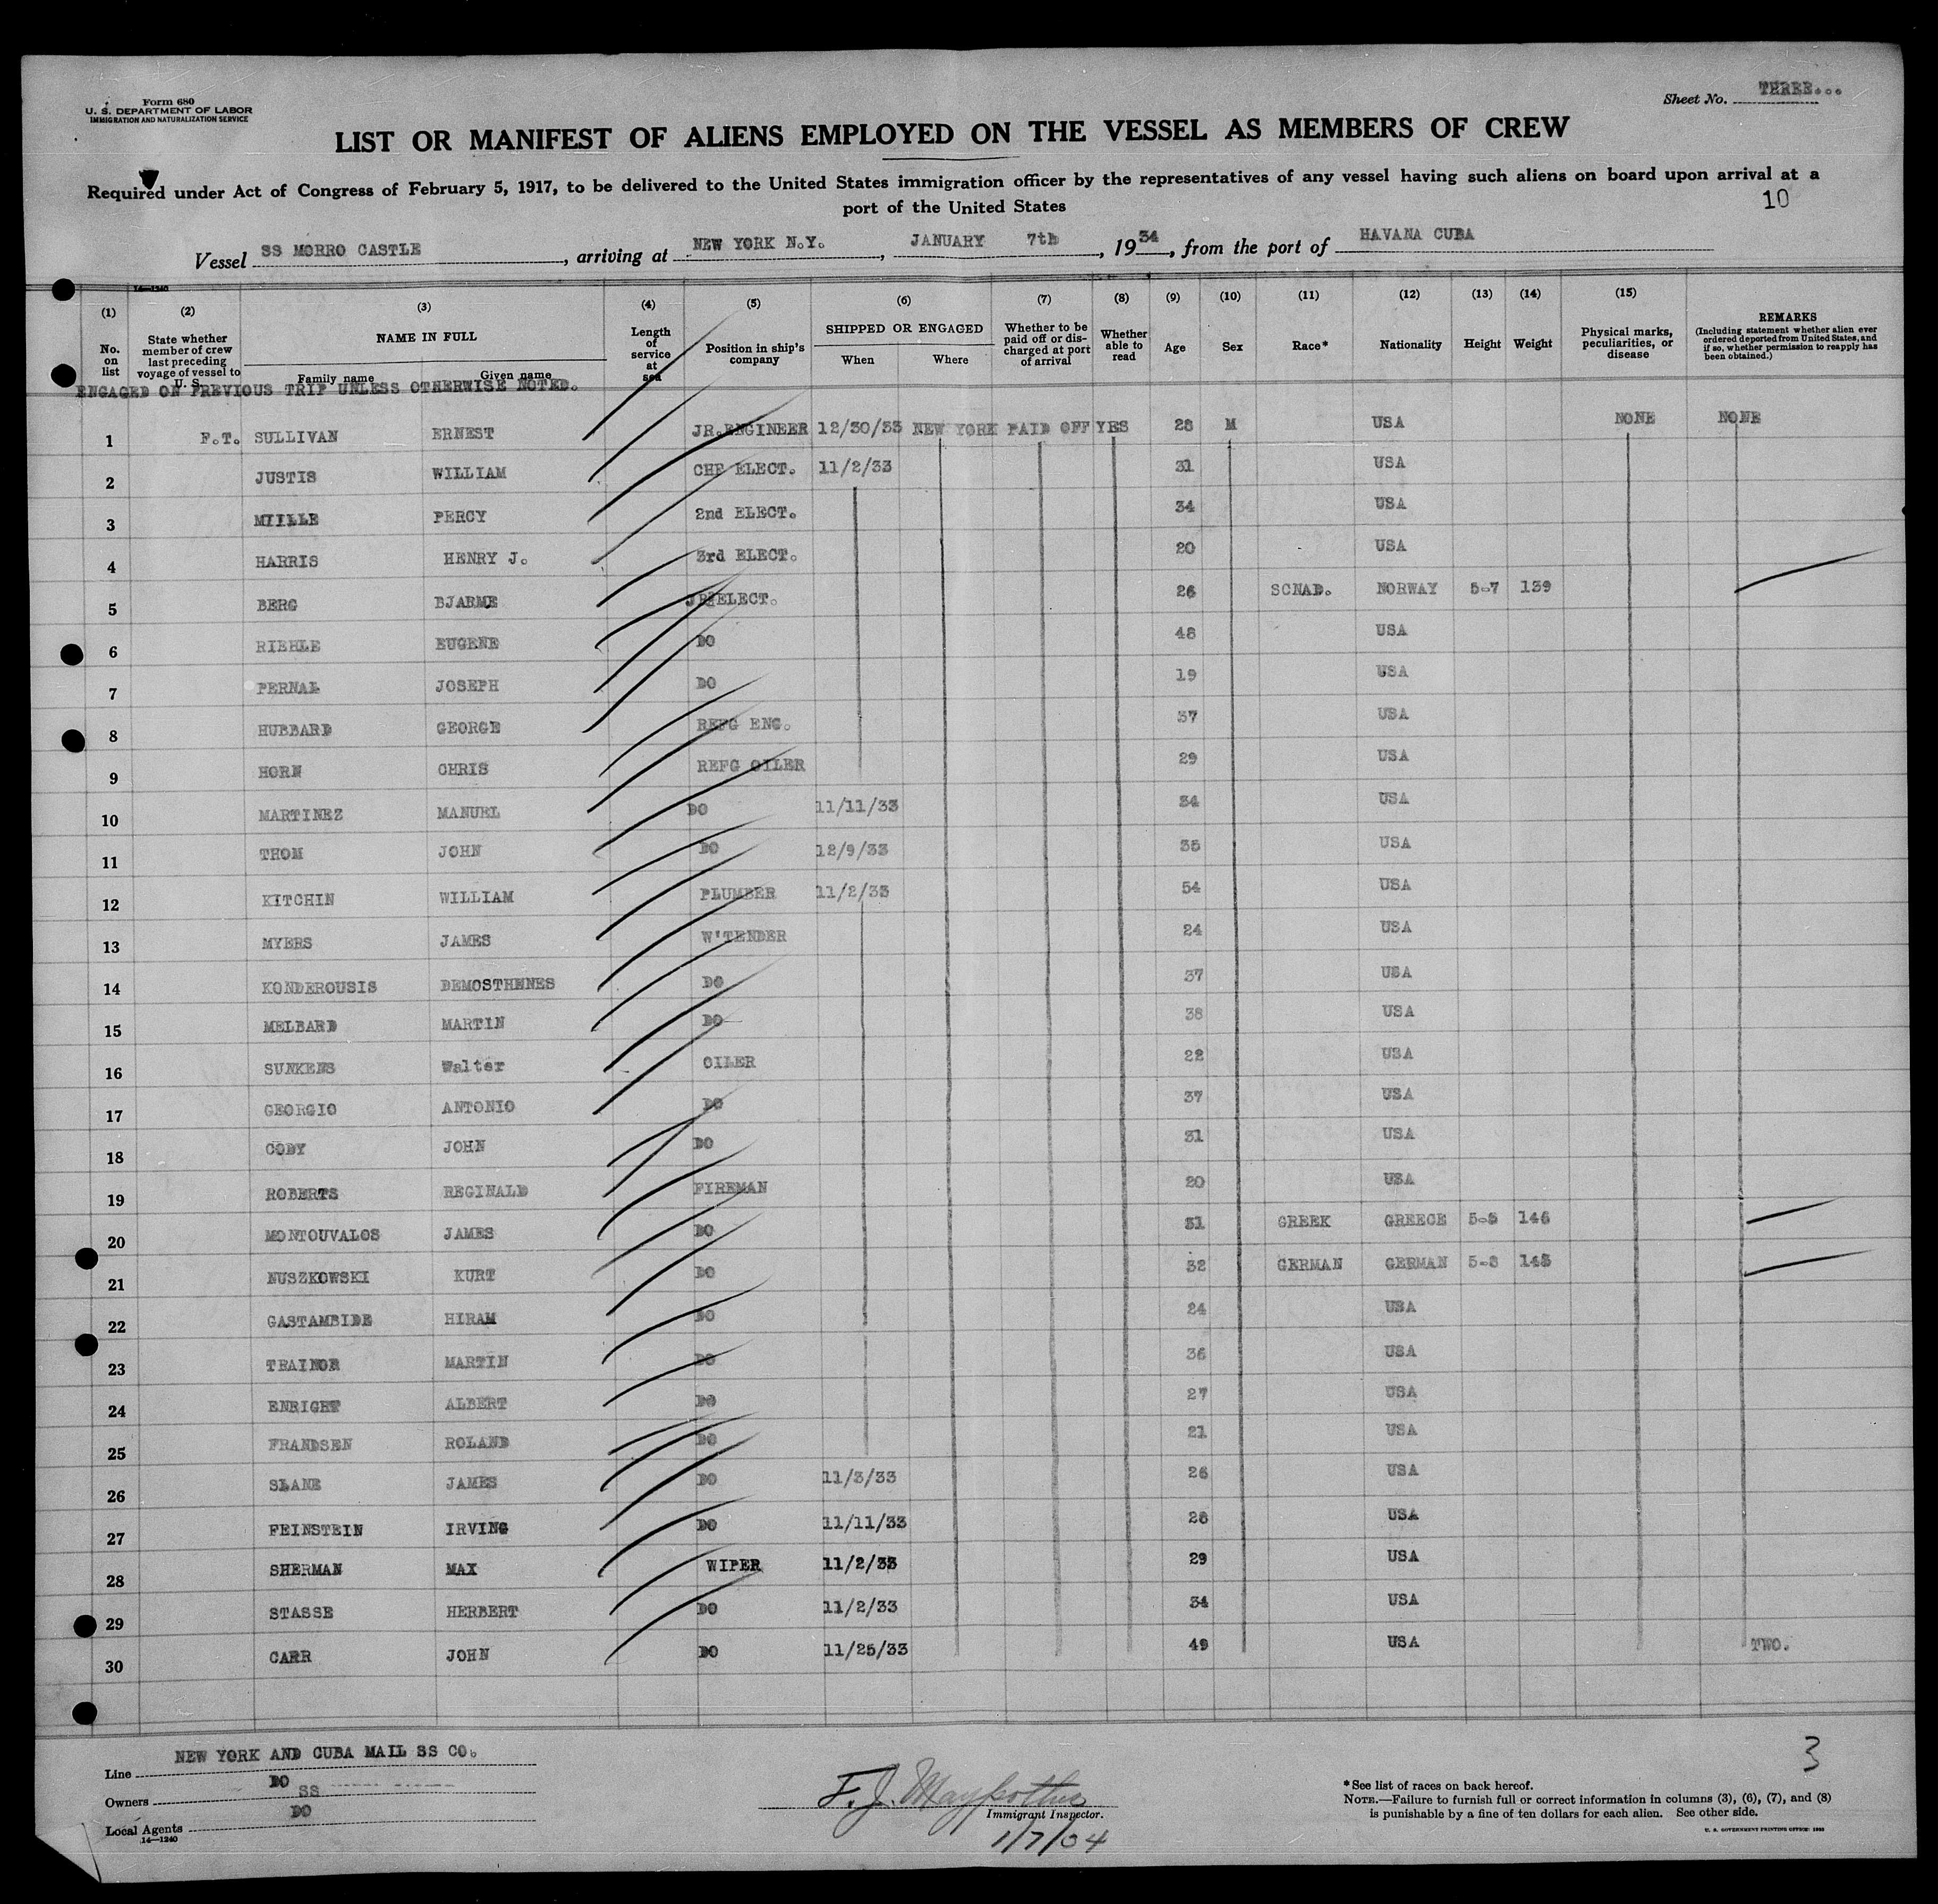 Form 680
U. S. DEPARTMENT OF LABOR
IMMIGRATION AND NATURALIZATION SERVICE
Sheet No. THREE...
LIST OR MANIFEST OF ALIENS EMPLOYED ON THE VESSEL AS MEMBERS OF CREW
Required under Act of Congress of February 5, 1917, to be delivered to the United States immigration officer by the representatives of any vessel having such aliens on board upon arrival at a
port of the United States
10
Vessel SS MORRO CASTLE, arriving at NEW YORK N.Y., JANUARY 7th, 1934, from the port of HAVANA CUBA
14—1240
(1) (2) (3) (4) (5) (6) (7) (8) (9) (10) (11) (12) (13) (14) (15)
No. on list State whether member of crew last preceding voyage of vessel to U. S. NAME IN FULL Family name Given name Length of service at sea Position in ship's company SHIPPED OR ENGAGED When Where Whether to be paid off or discharged at port of arrival Whether able to read Age Sex Race* Nationality Height Weight Physical marks, peculiarities, or disease REMARKS (Including statement whether alien ever ordered deported from United States, and if so, whether permission to reapply has been obtained.)
ENGAGED ON PREVIOUS TRIP UNLESS OTHERWISE NOTED.
1 F.T. SULLIVAN ERNEST JR.ENGINEER 12/30/33 NEW YORK PAID OFF YES 28 M USA NONE NONE
2 JUSTIS WILLIAM CHF ELECT. 11/2/33 31 USA
3 MIILLE PERCY 2nd ELECT. 34 USA
4 HARRIS HENRY J. 3rd ELECT. 20 USA
5 BERG BJARME JR ELECT. 26 SCNAD. NORWAY 5-7 139
6 RIEHLE EUGENE DO 48 USA
7 PERNAL JOSEPH DO 19 USA
8 HUBBARD GEORGE REFG ENG. 37 USA
9 HORN CHRIS REFG OILER 29 USA
10 MARTINEZ MANUEL DO 11/11/33 34 USA
11 THOM JOHN DO 12/9/33 35 USA
12 KITCHIN WILLIAM PLUMBER 11/2/33 54 USA
13 MYERS JAMES W'TENDER 24 USA
14 KONDEROUSIS DEMOSTHENES DO 37 USA
15 MELBARD MARTIN DO 38 USA
16 SUNKENS Walter OILER 22 USA
17 GEORGIO ANTONIO DO 37 USA
18 CODY JOHN DO 31 USA
19 ROBERTS REGINALD FIREMAN 20 USA
20 MONTOUVALOS JAMES DO 31 GREEK GREECE 146
21 NUSZKOWSKI KURT DO 32 GERMAN GERMAN 5-8 145
22 GASTAMBIDE HIRAM DO 24 USA
23 TRAINOR MARTIN DO 36 USA
24 ENRIGHT ALBERT DO 27 USA
25 FRANDSEN ROLAND DO 21 USA
26 SLANE JAMES DO 11/3/33 26 USA
27 FEINSTEIN IRVING DO 11/11/33 28 USA
28 SHERMAN MAX WIPER 11/2/33 29 USA
29 STASSE HERBERT DO 11/2/33 34 USA
30 CARR JOHN DO 11/25/33 49 USA TWO.
Line NEW YORK AND CUBA MAIL SS CO.
Owners DO SS
Local Agents DO
14—1240
F. J.
Immigrant Inspector.
1/7/34
3
*See list of races on back hereof.
NOTE.—Failure to furnish full or correct information in columns (3), (6), (7), and (8)
is punishable by a fine of ten dollars for each alien. See other side.
U. S. GOVERNMENT PRINTING OFFICE: 1933